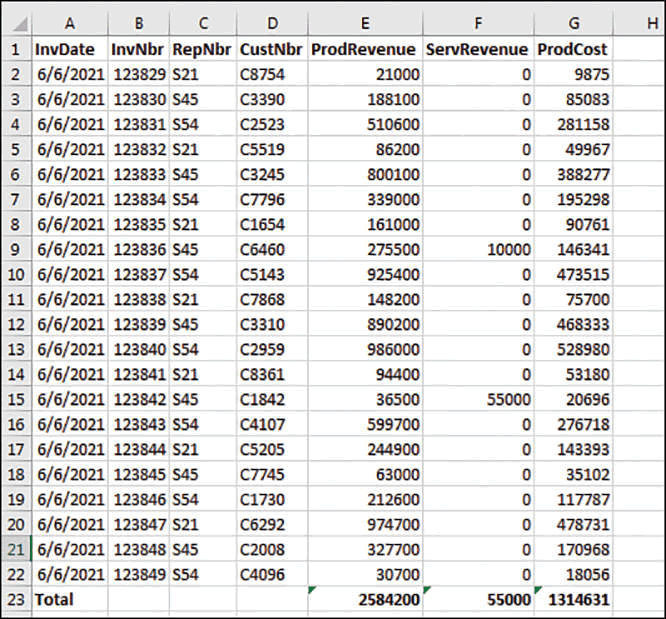 A B C D E F G H
1 InvDate InvNbr RepNbr CustNbr ProdRevenue ServRevenue ProdCost
2 6/6/2021 123829 S21 C8754 21000 0 9875
3 6/6/2021 123830 S45 C3390 188100 0 85083
4 6/6/2021 123831 S54 C2523 510600 0 281158
5 6/6/2021 123832 S21 C5519 86200 0 49967
6 6/6/2021 123833 S45 C3245 800100 0 388277
7 6/6/2021 123834 S54 C7796 339000 0 195298
8 6/6/2021 123835 S21 C1654 161000 0 90761
9 6/6/2021 123836 S45 C6460 275500 10000 146341
10 6/6/2021 123837 S54 C5143 925400 0 473515
11 6/6/2021 123838 S21 C7868 148200 0 75700
12 6/6/2021 123839 S45 C3310 890200 0 468333
13 6/6/2021 123840 S54 C2959 986000 0 528980
14 6/6/2021 123841 S21 C8361 94400 0 53180
15 6/6/2021 123842 S45 C1842 36500 55000 20696
16 6/6/2021 123843 S54 C4107 599700 0 276718
17 6/6/2021 123844 S21 C5205 244900 0 143393
18 6/6/2021 123845 S45 C7745 63000 0 35102
19 6/6/2021 123846 S54 C1730 212600 0 117787
20 6/6/2021 123847 S21 C6292 974700 0 478731
21 6/6/2021 123848 S45 C2008 327700 0 170968
22 6/6/2021 123849 S54 C4096 30700 0 18056
23 Total 2584200 55000 1314631